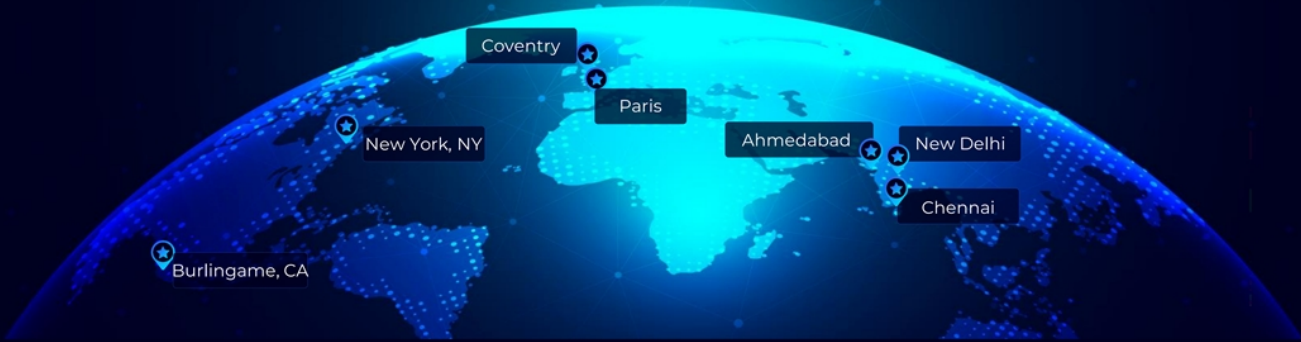 Coventry
Paris
New York, NY
Ahmedabad
New Delhi
Chennai
Burlingame, CA